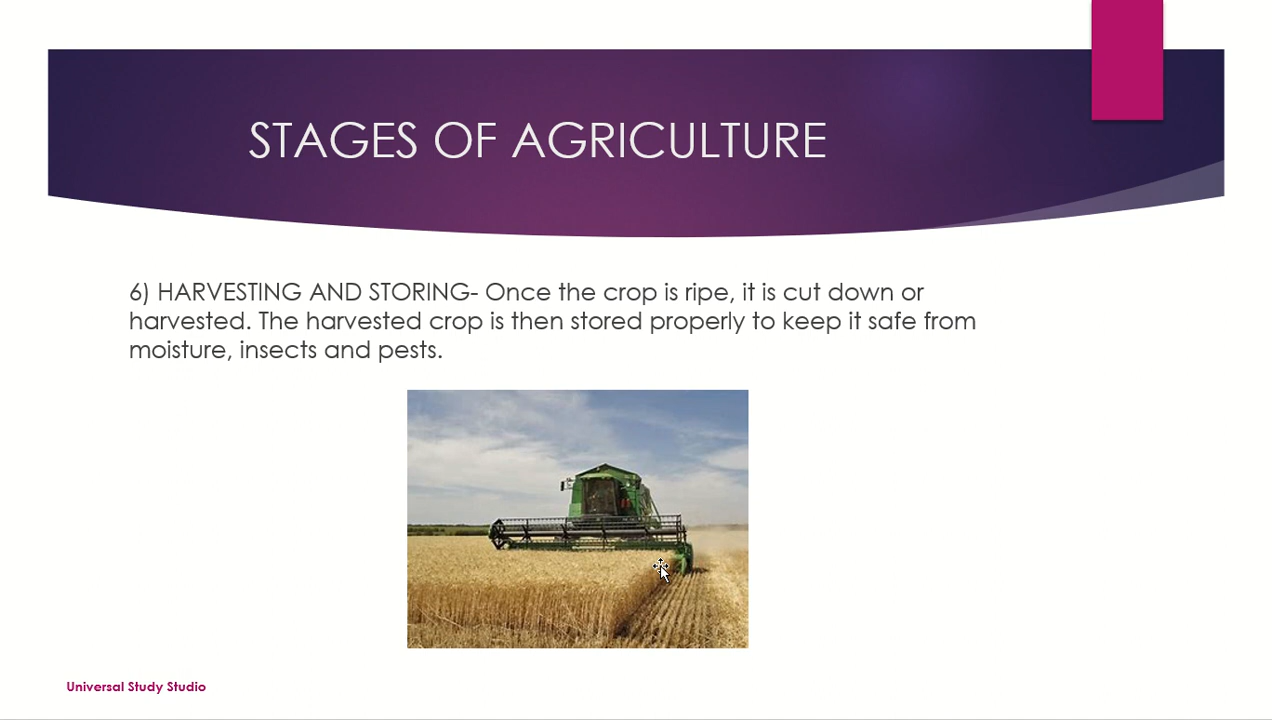 STAGES OF AGRICULTURE
6) HARVESTING AND STORING- Once the crop is ripe, it is cut down or
harvested. The harvested crop is then stored properly to keep it safe from
moisture, insects and pests.
Universal Study Studio